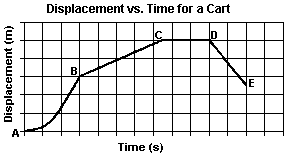 Displacement vs. Time for a Cart
Displacement (m)
A
B
C
D
E
Time (s)